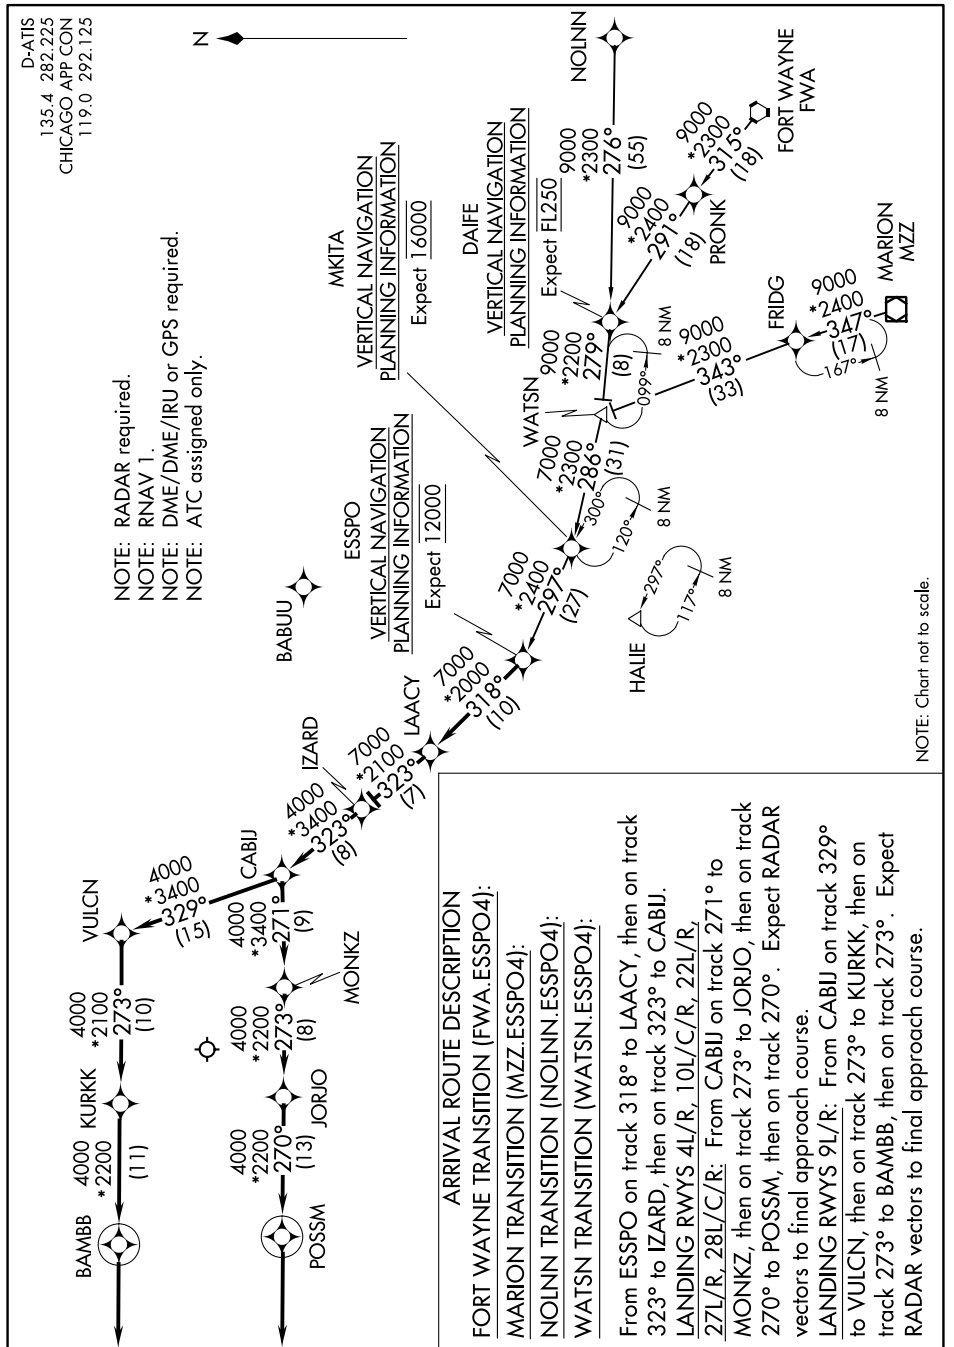 D-ATIS
135.4 282.225
CHICAGO APP CON
119.0 292.125
N
NOTE: RADAR required.
NOTE: RNAV 1.
NOTE: DME/DME/IRU or GPS required.
NOTE: ATC assigned only.
NOLNN
FORT WAYNE
FWA
9000
*2300
276°
(55)
9000
*2300
315°
(18)
PRONK
9000
*2400
291°
(18)
DAIFE
VERTICAL NAVIGATION
PLANNING INFORMATION
Expect FL250
MKITA
VERTICAL NAVIGATION
PLANNING INFORMATION
Expect 16000
ESSPO
VERTICAL NAVIGATION
PLANNING INFORMATION
Expect 12000
MARION
MZZ
9000
*2400
347°
(17)
167°
8 NM
FRIDG
9000
*2300
343°
(33)
9000
*2200
279°
(8)
099°
8 NM
WATSN
7000
*2300
286°
(31)
300°
120°
8 NM
HALIE
297°
117°
8 NM
7000
*2400
297°
(27)
7000
*2000
318°
(10)
LAACY
7000
*2100
323°
(7)
IZARD
4000
*3400
323°
(8)
BABUU
CABIJ
4000
*3400
329°
(15)
VULCN
4000
*2100
273°
(10)
KURKK
4000
*2200
(11)
BAMBB
4000
*3400
271°
(9)
MONKZ
4000
*2200
273°
(8)
JORJO
4000
*2200
270°
(13)
POSSM
NOTE: Chart not to scale.
ARRIVAL ROUTE DESCRIPTION
FORT WAYNE TRANSITION (FWA.ESSPO4):
MARION TRANSITION (MZZ.ESSPO4):
NOLNN TRANSITION (NOLNN.ESSPO4):
WATSN TRANSITION (WATSN.ESSPO4):
From ESSPO on track 318° to LAACY, then on track
323° to IZARD, then on track 323° to CABIJ.
LANDING RWYS 4L/R, 10L/C/R, 22L/R,
27L/R, 28L/C/R: From CABIJ on track 271° to
MONKZ, then on track 273° to JORJO, then on track
270° to POSSM, then on track 270°. Expect RADAR
vectors to final approach course.
LANDING RWYS 9L/R: From CABIJ on track 329°
to VULCN, then on track 273° to KURKK, then on
track 273° to BAMBB, then on track 273°. Expect
RADAR vectors to final approach course.